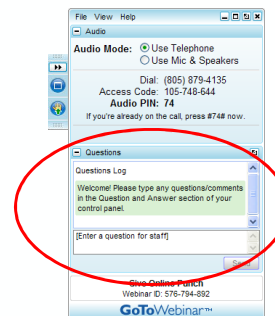 File View Help
Audio
Audio Mode: Use Telephone
Use Mic & Speakers
Dial: (805) 879-4135
Access Code: 105-748-644
Audio PIN: 74
If you're already on the call, press #74# now.
Questions
Questions Log
Welcome! Please type any questions/comments
in the Question and Answer section of your
control panel.
[Enter a question for staff]
Send
Give Online Punch
Webinar ID: 576-794-892
GoToWebinar™